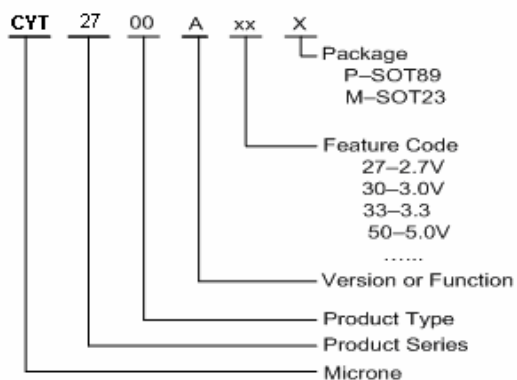 CYT 27 00 A xx X
Package
P–SOT89
M–SOT23
Feature Code
27–2.7V
30–3.0V
33–3.3
50–5.0V
......
Version or Function
Product Type
Product Series
Microne